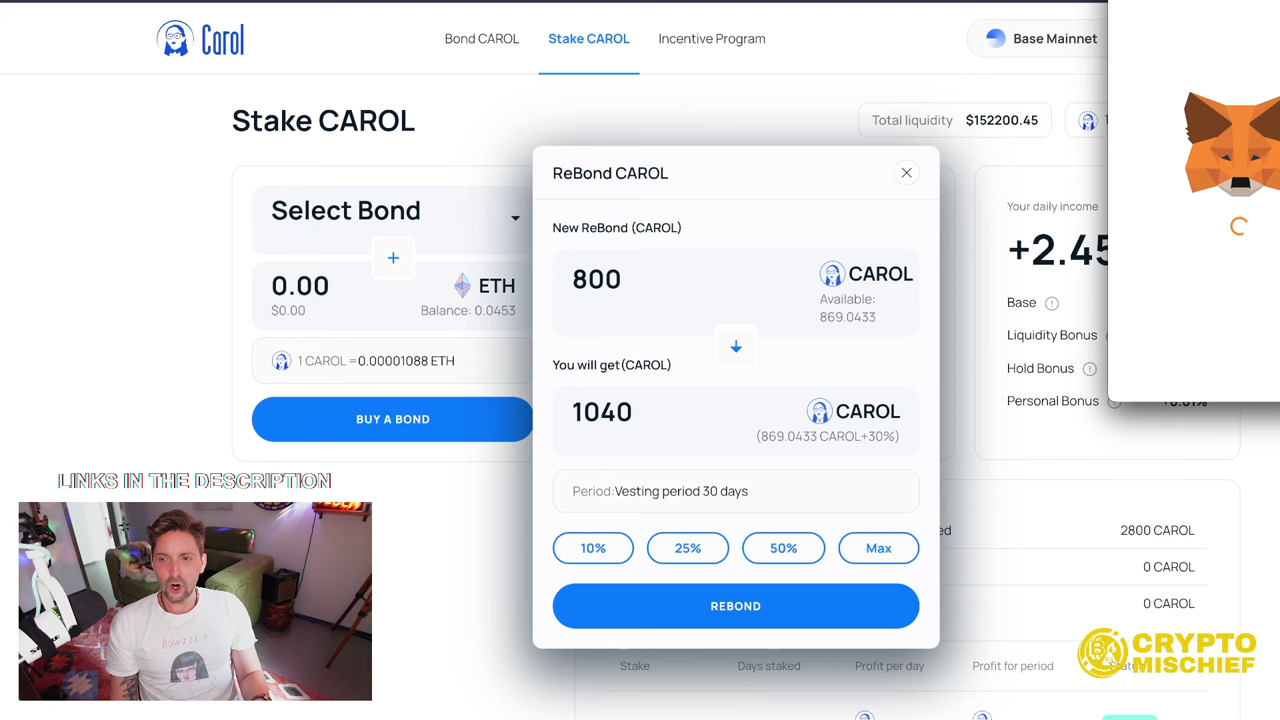 Carol
Bond CAROL
Stake CAROL
Incentive Program
Base Mainnet
Stake CAROL
Total liquidity $152200.45
Select Bond
+
0.00 ETH
$0.00 Balance: 0.0453
1 CAROL =0.00001088 ETH
BUY A BOND
ReBond CAROL
New ReBond (CAROL)
800 CAROL
Available:
869.0433
You will get(CAROL)
1040 CAROL
(869.0433 CAROL+30%)
Period:Vesting period 30 days
10% 25% 50% Max
REBOND
Your daily income
+2.45
Base
Liquidity Bonus
Hold Bonus
Personal Bonus
2800 CAROL
0 CAROL
0 CAROL
Stake Days staked Profit per day Profit for period
LINKS IN THE DESCRIPTION
DON'T BE A
CRYPTO
MISCHIEF